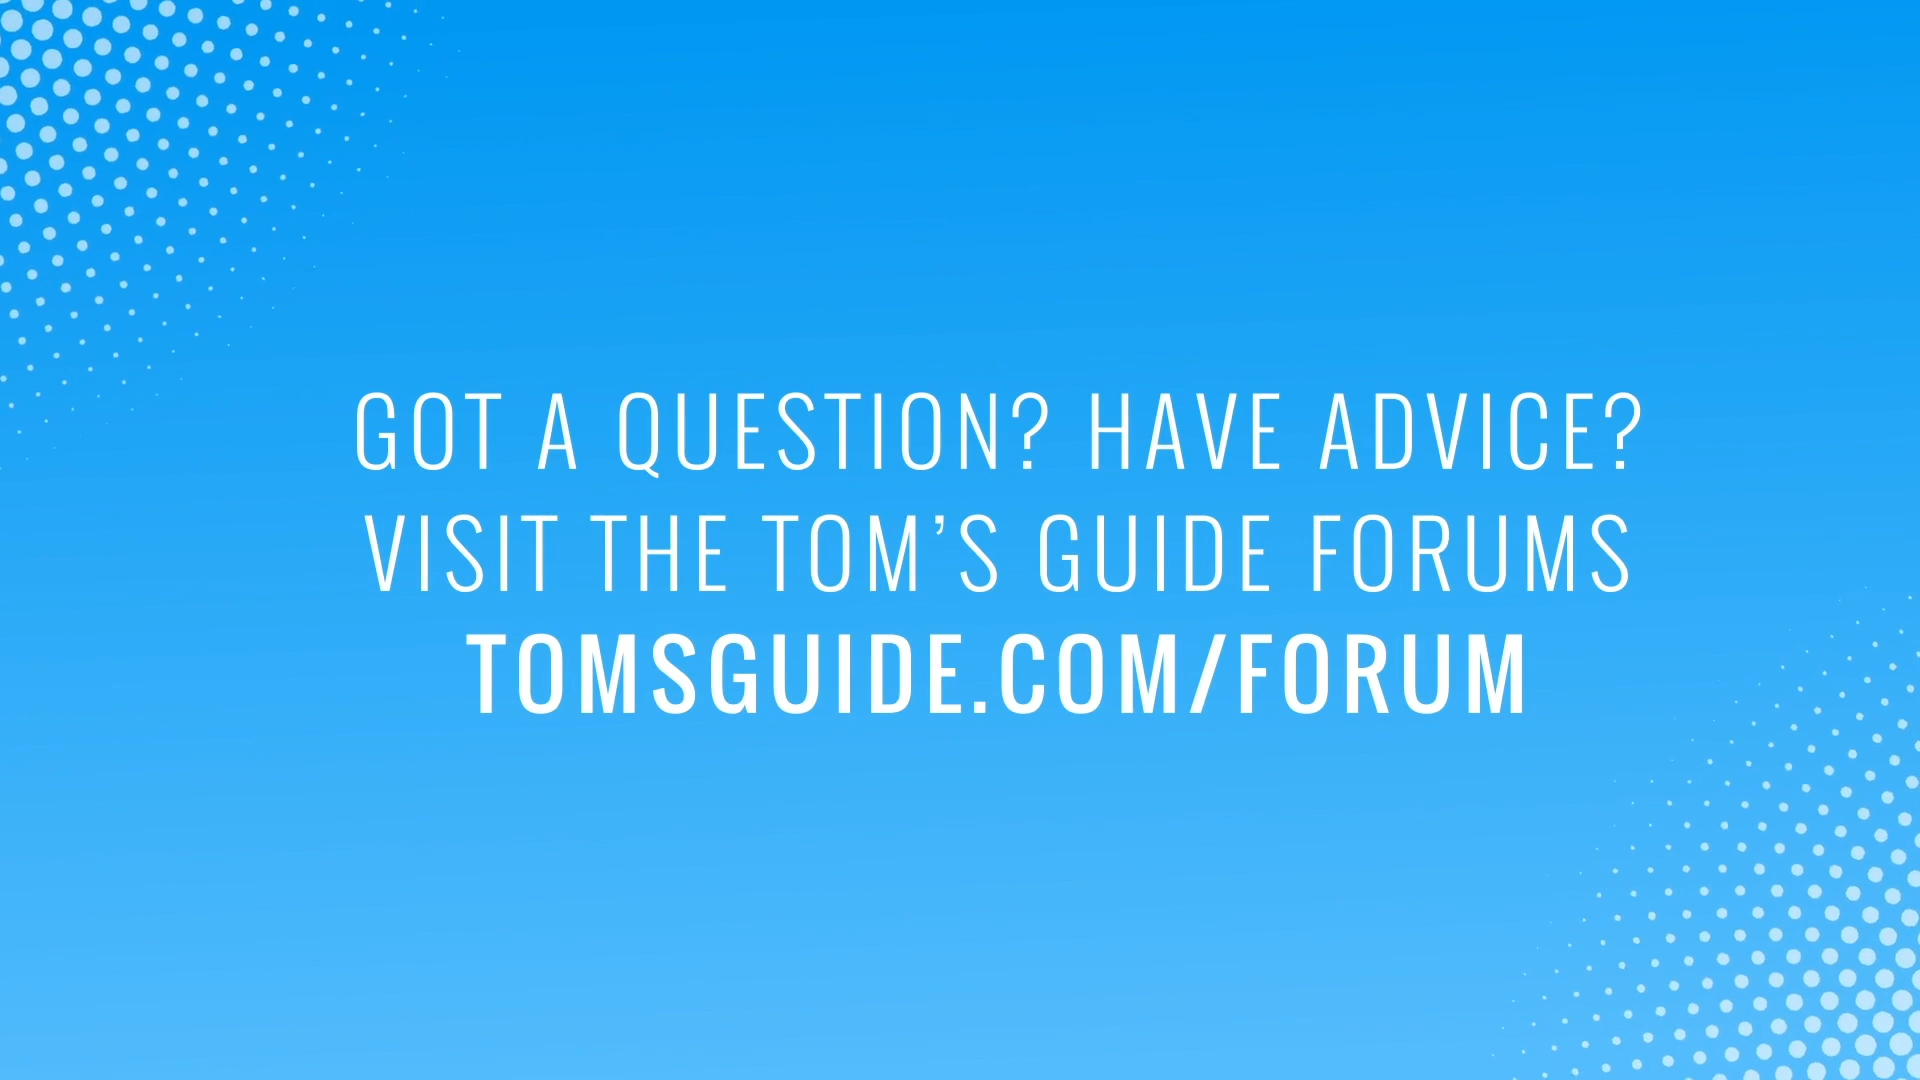 GOT A QUESTION? HAVE ADVICE?
VISIT THE TOM’S GUIDE FORUMS
TOMSGUIDE.COM/FORUM